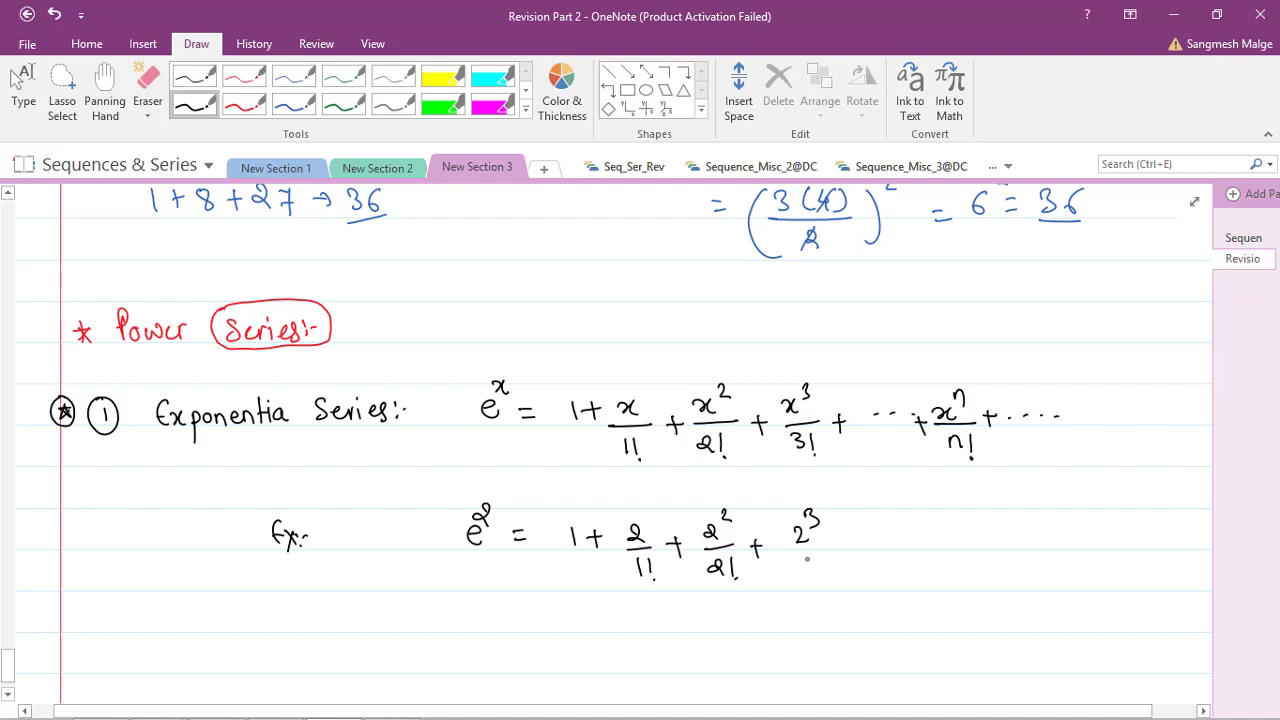 Revision Part 2 - OneNote (Product Activation Failed)
File Home Insert Draw History Review View Sangmesh Malge
Type Lasso Select Panning Hand Eraser Color & Thickness Insert Space Delete Arrange Rotate Ink to Text Ink to Math
Tools Shapes Edit Convert
Sequences & Series New Section 1 New Section 2 New Section 3 Seq_Ser_Rev Sequence_Misc_2@DC Sequence_Misc_3@DC ... Search (Ctrl+E)
Add Pa
Sequen
Revisio
1 + 8 + 27 → 36 = (3(4)/2)² = 6² = 36
* Power Series:-
* ① Exponentia Series:- e^x = 1 + x/1! + x²/2! + x³/3! + ... + x^n/n! + ....
Ex:- e² = 1 + 2/1! + 2²/2! + 2³